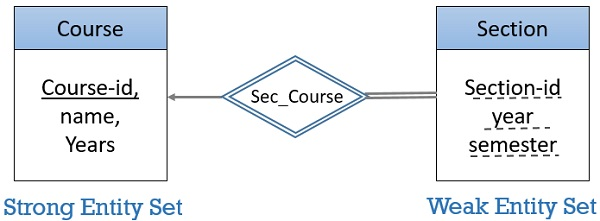 Course
Course-id,
name,
Years
Sec_Course
Section
Section-id
year
semester
Strong Entity Set
Weak Entity Set